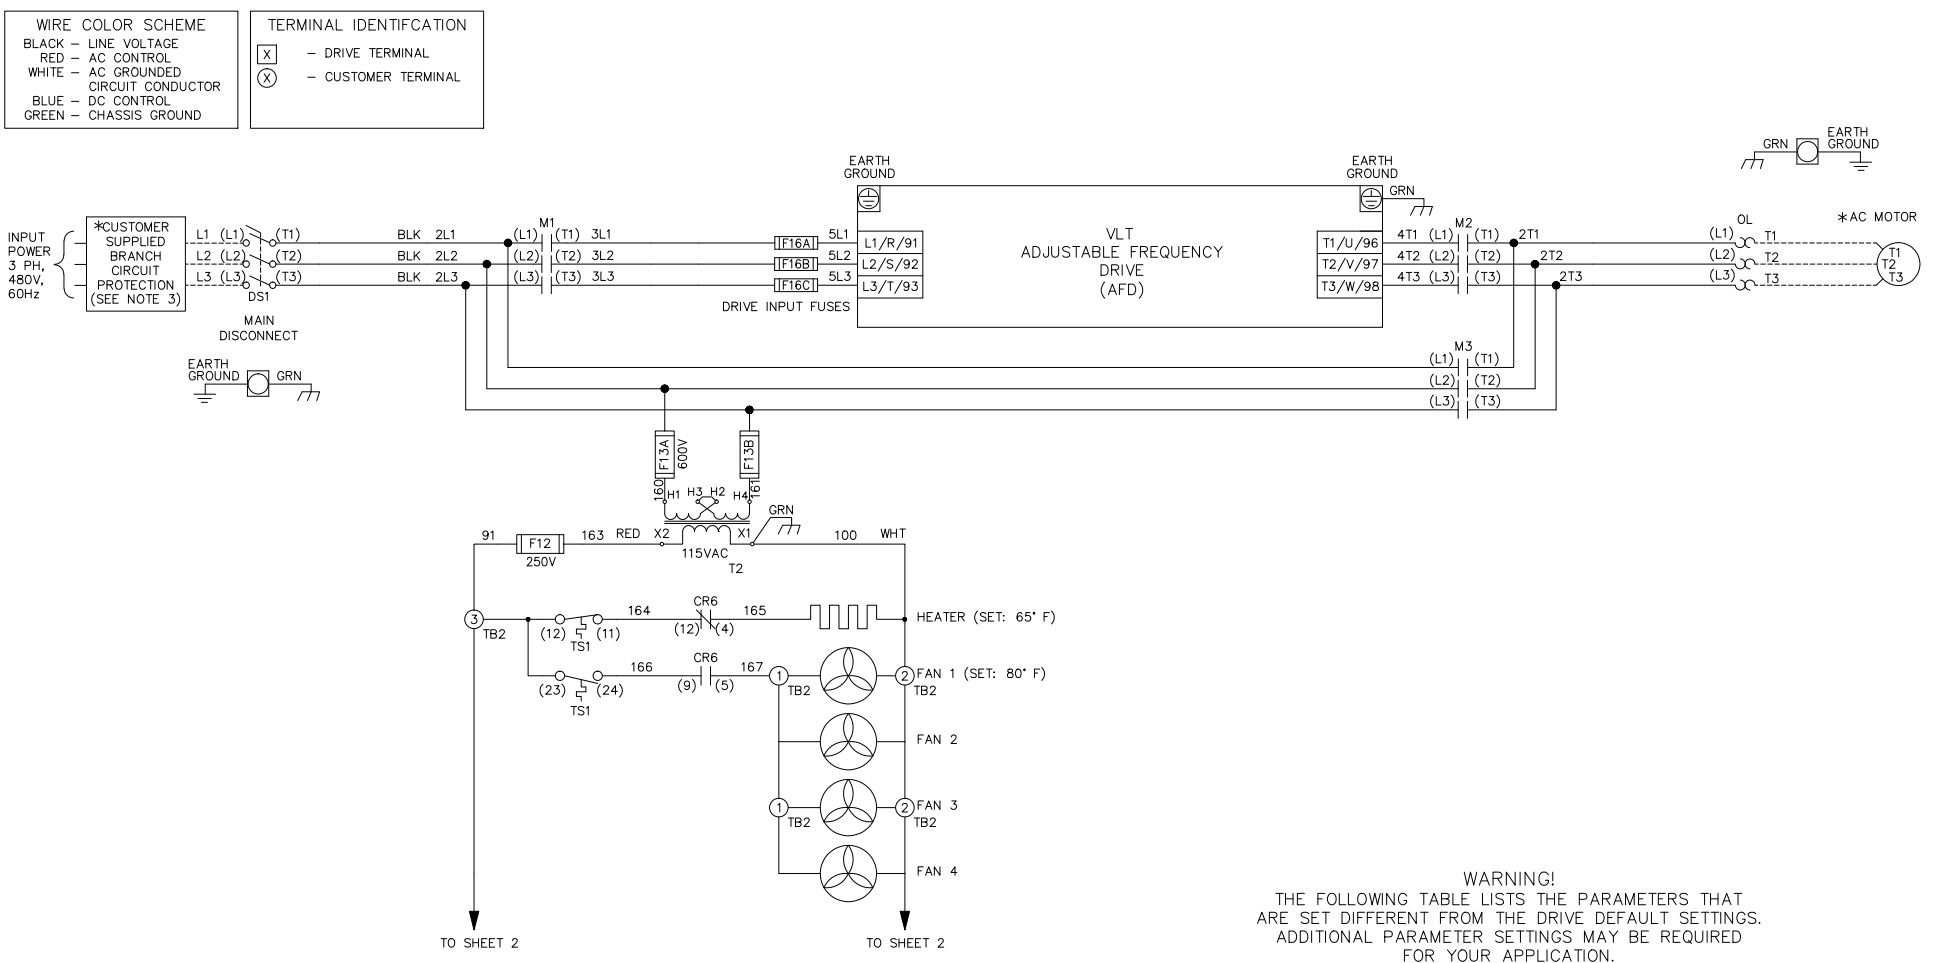 WIRE COLOR SCHEME
BLACK – LINE VOLTAGE
RED – AC CONTROL
WHITE – AC GROUNDED
CIRCUIT CONDUCTOR
BLUE – DC CONTROL
GREEN – CHASSIS GROUND
TERMINAL IDENTIFCATION
X – DRIVE TERMINAL
X – CUSTOMER TERMINAL
INPUT
POWER
3 PH,
480V,
60Hz
*CUSTOMER
SUPPLIED
BRANCH
CIRCUIT
PROTECTION
(SEE NOTE 3)
L1 (L1) (T1) BLK 2L1 (L1) M1 (T1) 3L1 F16A 5L1 L1/R/91
L2 (L2) (T2) BLK 2L2 (L2) (T2) 3L2 F16B 5L2 L2/S/92
L3 (L3) (T3) BLK 2L3 (L3) (T3) 3L3 F16C 5L3 L3/T/93
DS1
MAIN
DISCONNECT
DRIVE INPUT FUSES
EARTH
GROUND
GRN
EARTH
GROUND
VLT
ADJUSTABLE FREQUENCY
DRIVE
(AFD)
EARTH
GROUND
GRN
T1/U/96 4T1 (L1) M2 (T1) 2T1 (L1) OL T1
T2/V/97 4T2 (L2) (T2) 2T2 (L2) T2
T3/W/98 4T3 (L3) (T3) 2T3 (L3) T3
GRN
EARTH
GROUND
*AC MOTOR
T1
T2
T3
M3
(L1) (T1)
(L2) (T2)
(L3) (T3)
F13A
600V
F13B
160
H1 H3 H2 H4
161
GRN
91 F12 163 RED X2 X1 100 WHT
250V
115VAC
T2
3
TB2
(12) (11)
TS1
164
CR6
(12) (4)
165
HEATER (SET: 65° F)
(23) (24)
TS1
166
CR6
(9) (5)
167
1
TB2
2
TB2
FAN 1 (SET: 80° F)
FAN 2
1
TB2
2
TB2
FAN 3
FAN 4
TO SHEET 2
TO SHEET 2
WARNING!
THE FOLLOWING TABLE LISTS THE PARAMETERS THAT
ARE SET DIFFERENT FROM THE DRIVE DEFAULT SETTINGS.
ADDITIONAL PARAMETER SETTINGS MAY BE REQUIRED
FOR YOUR APPLICATION.